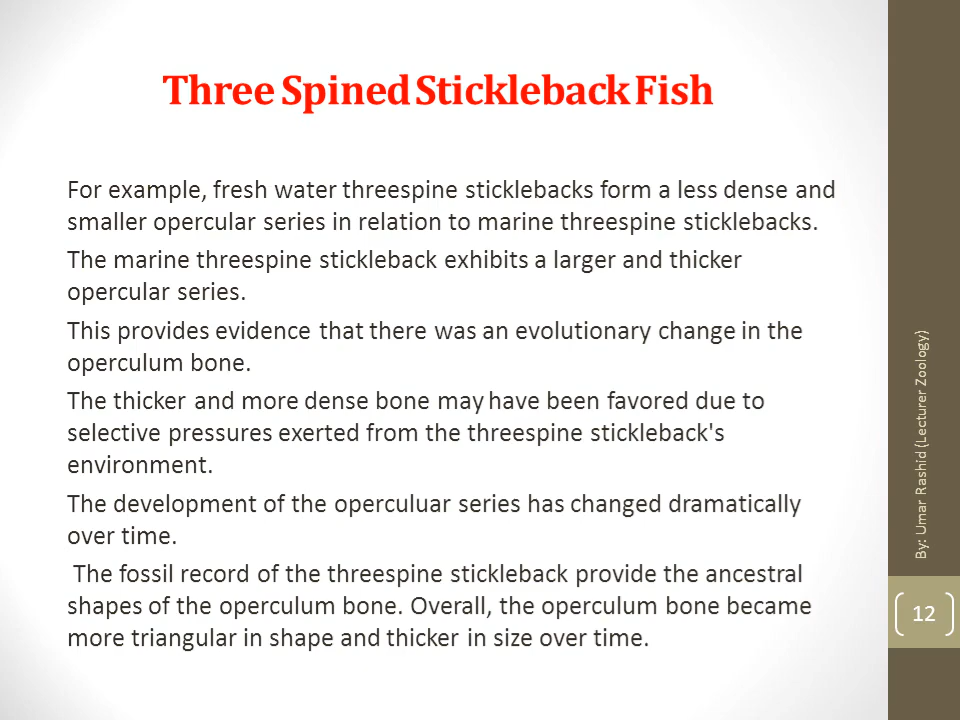 Three Spined Stickleback Fish
For example, fresh water threespine sticklebacks form a less dense and
smaller opercular series in relation to marine threespine sticklebacks.
The marine threespine stickleback exhibits a larger and thicker
opercular series.
This provides evidence that there was an evolutionary change in the
operculum bone.
The thicker and more dense bone may have been favored due to
selective pressures exerted from the threespine stickleback's
environment.
The development of the operculuar series has changed dramatically
over time.
The fossil record of the threespine stickleback provide the ancestral
shapes of the operculum bone. Overall, the operculum bone became
more triangular in shape and thicker in size over time.
By: Umar Rashid (Lecturer Zoology)
12